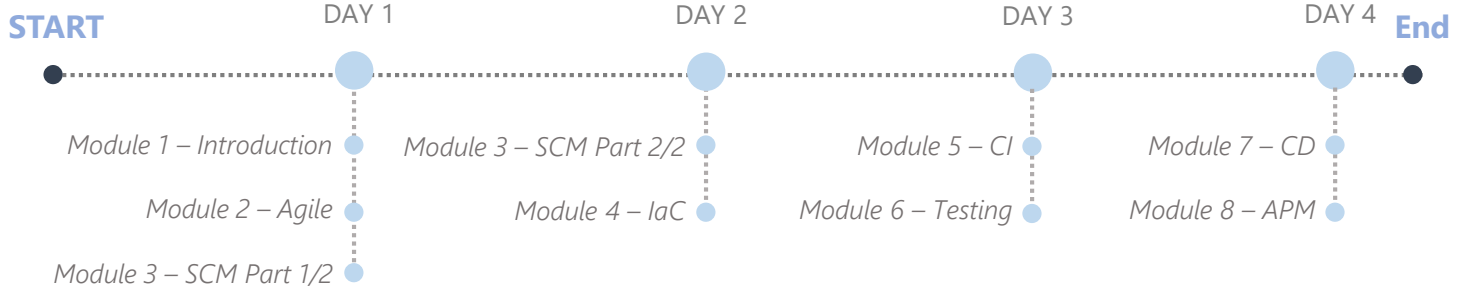 START
DAY 1
DAY 2
DAY 3
DAY 4
End
Module 1 – Introduction
Module 2 – Agile
Module 3 – SCM Part 1/2
Module 3 – SCM Part 2/2
Module 4 – IaC
Module 5 – CI
Module 6 – Testing
Module 7 – CD
Module 8 – APM